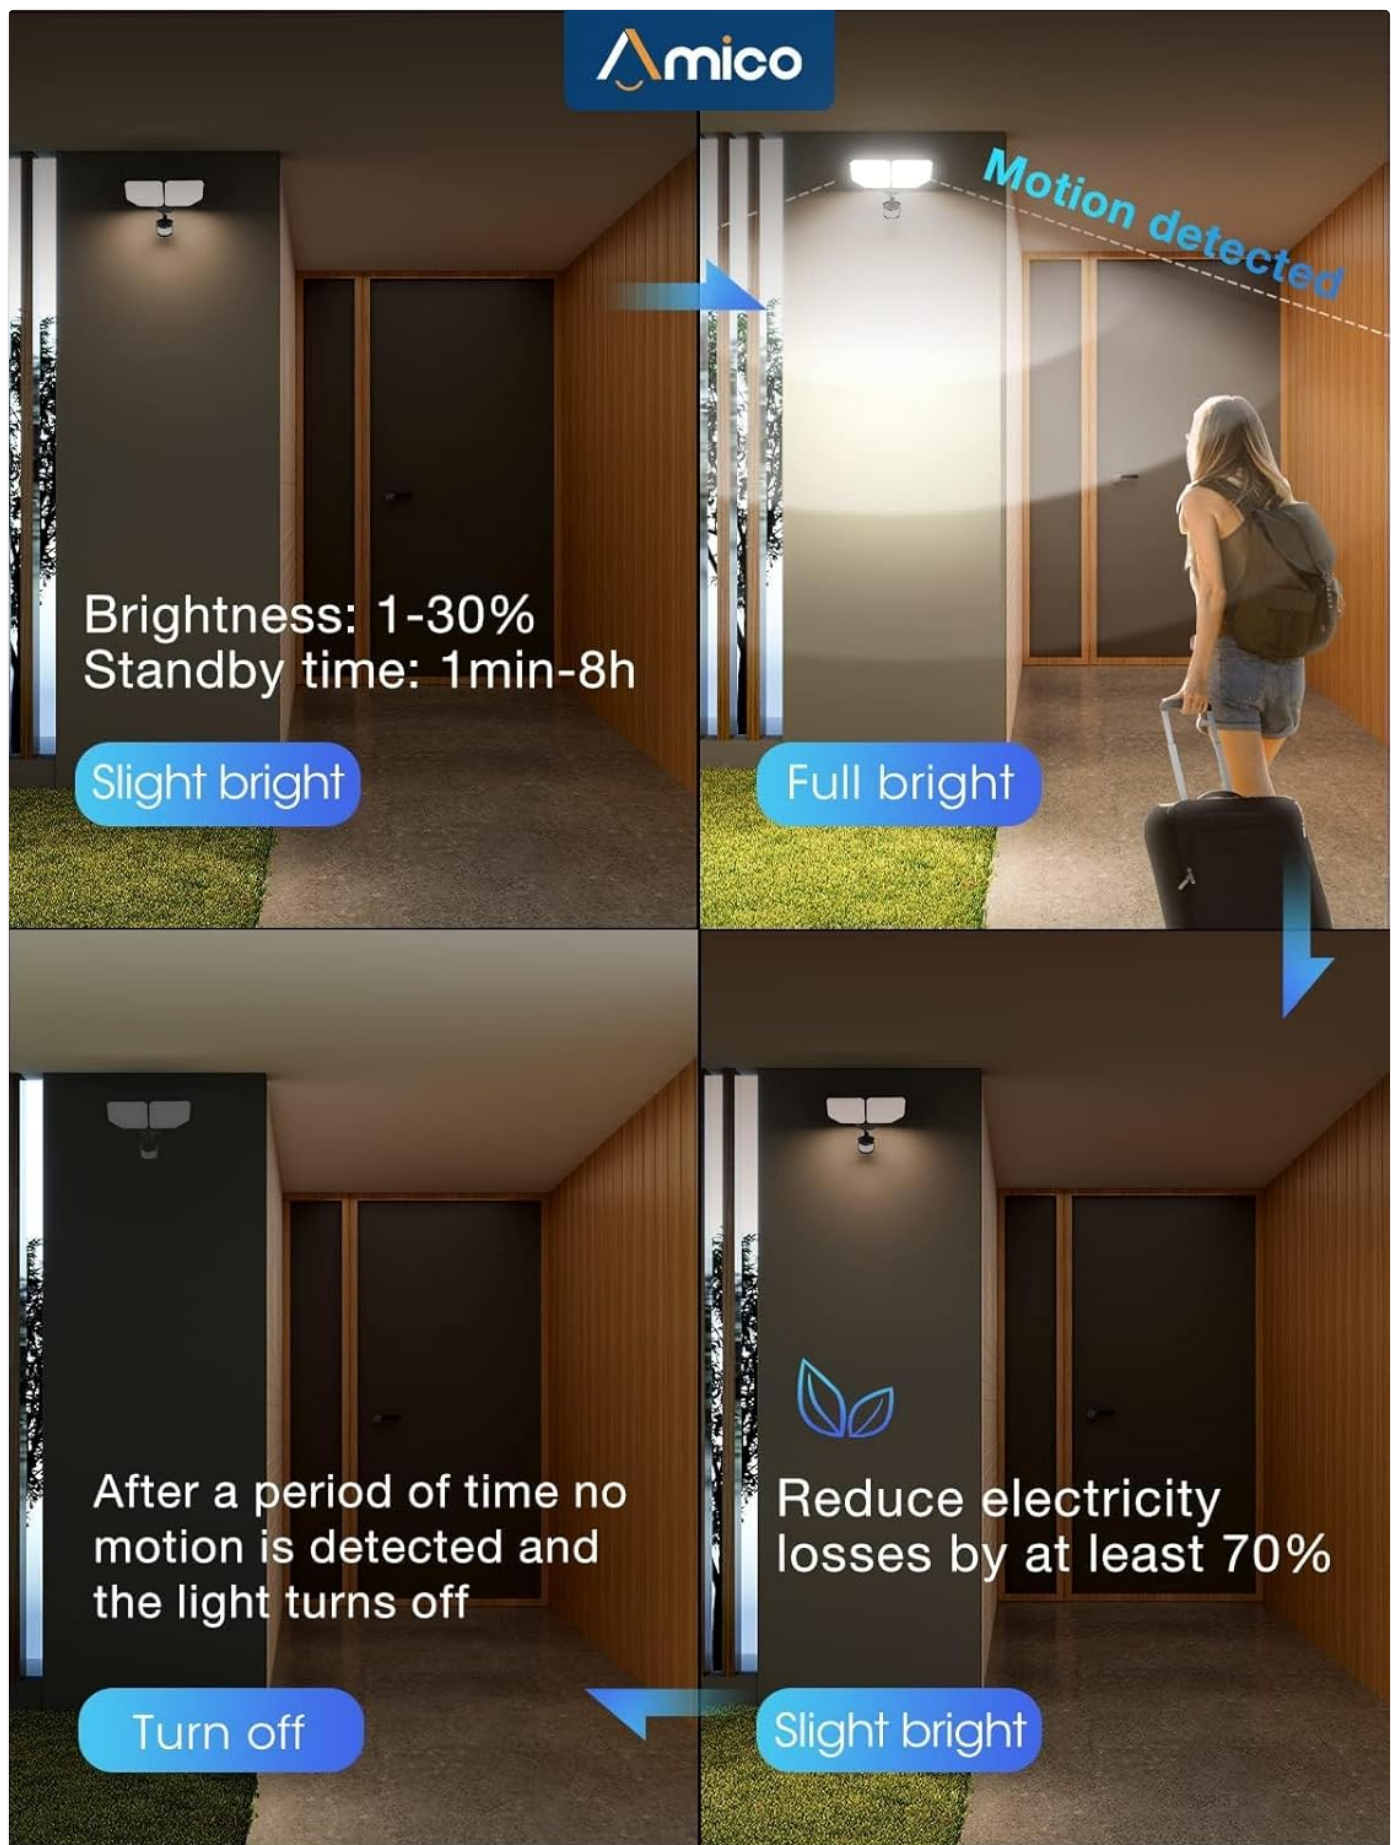 Amico
Brightness: 1-30%
Standby time: 1min-8h
Slight bright
Motion detected
Full bright
After a period of time no
motion is detected and
the light turns off
Turn off
Reduce electricity
losses by at least 70%
Slight bright